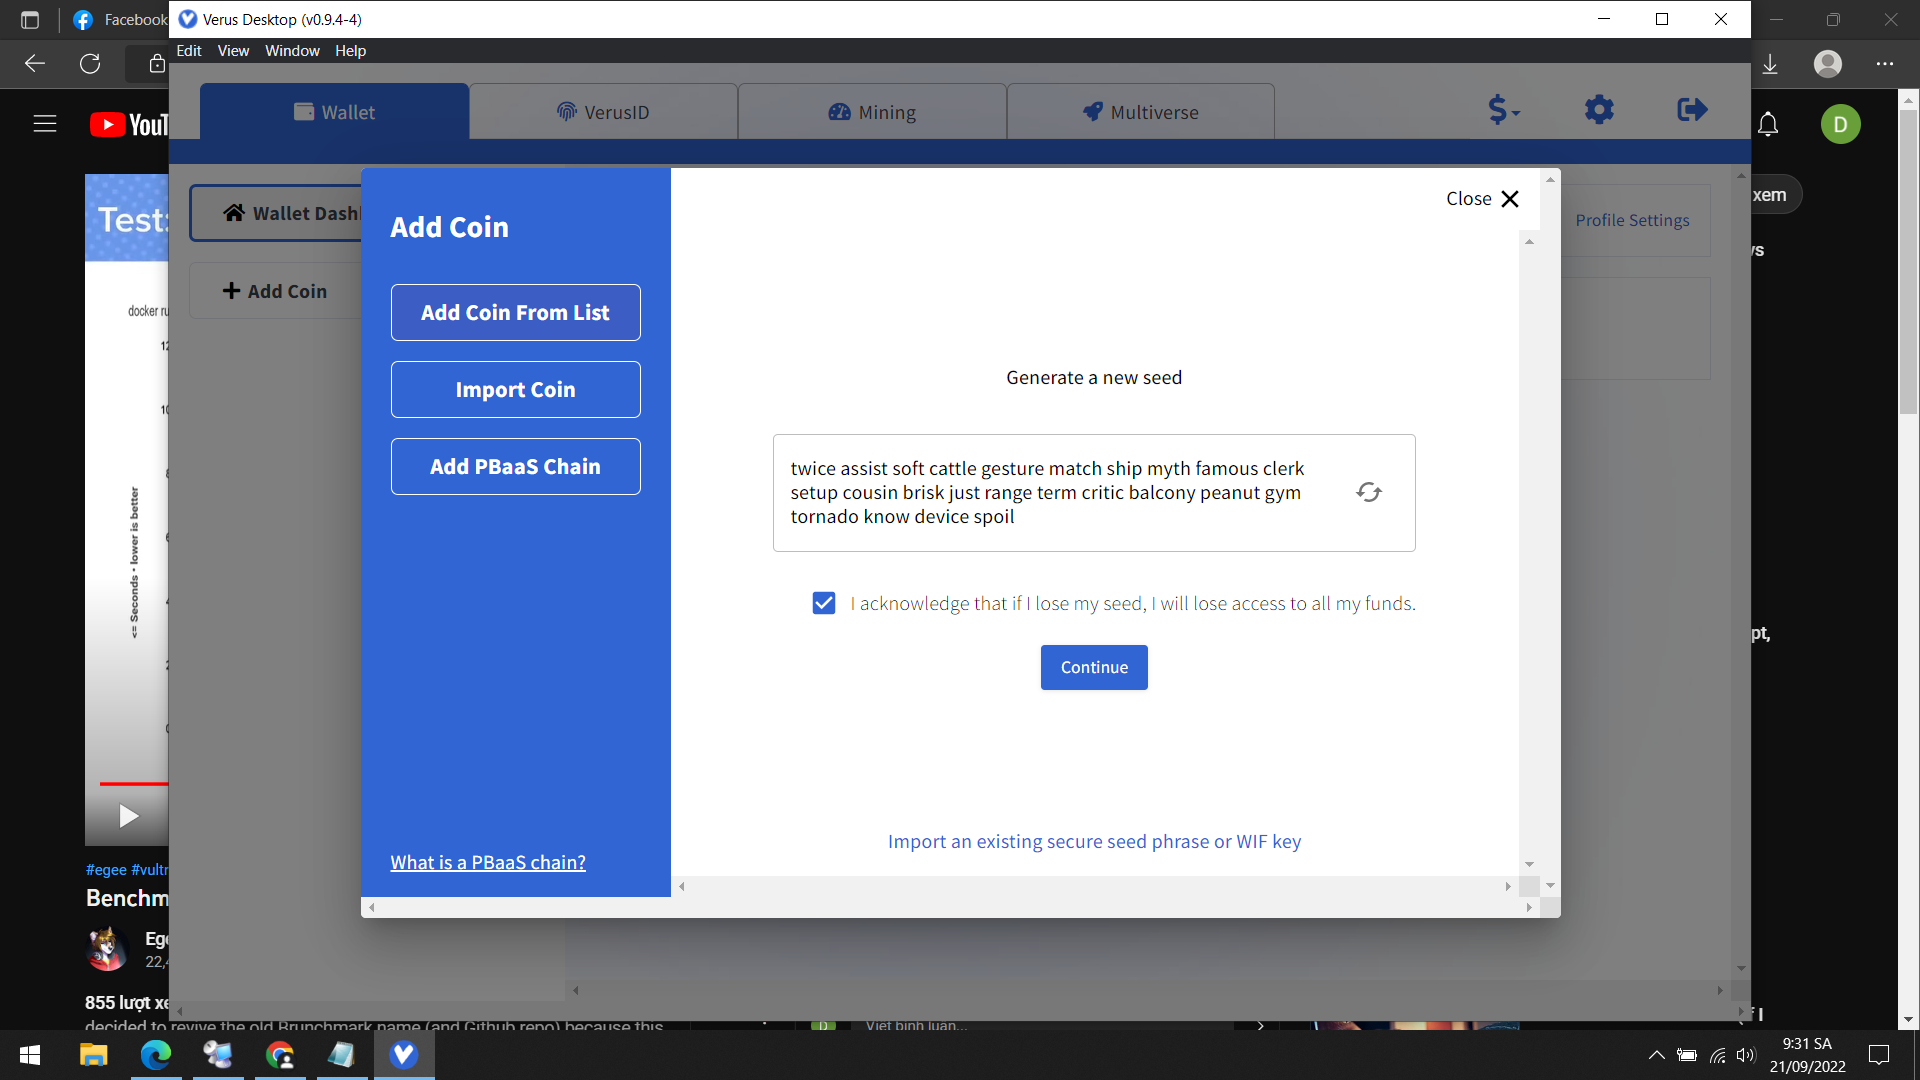 Facebook
Verus Desktop (v0.9.4-4)
Edit View Window Help
Wallet
VerusID
Mining
Multiverse
$
D
Test:
Wallet Dash
Add Coin
Close
Profile Settings
xem
Add Coin
docker ru
Add Coin From List
Import Coin
Add PBaaS Chain
Generate a new seed
twice assist soft cattle gesture match ship myth famous clerk
setup cousin brisk just range term critic balcony peanut gym
tornado know device spoil
<= Seconds • lower is better
I acknowledge that if I lose my seed, I will lose access to all my funds.
pt,
Continue
Import an existing secure seed phrase or WIF key
What is a PBaaS chain?
#egee #vultr
Benchm
Ege
855 lượt xe
decided to revive the old Brunchmark name (and Github repo) because this
Viết bình luận...
9:31 SA
21/09/2022